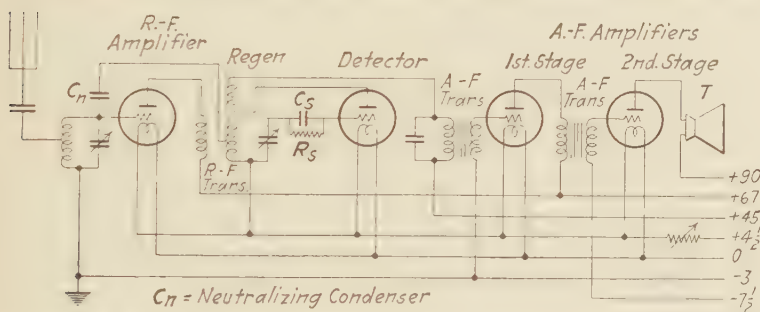 R.-F.
Amplifier
Regen
Detector
A.-F. Amplifiers
1st. Stage
2nd. Stage
A-F
Trans
A-F
Trans
T
Cn
Cs
Rs
R-F
Trans.
+90
+67
+45
+4½
0
-3
-7½
Cn = Neutralizing Condenser